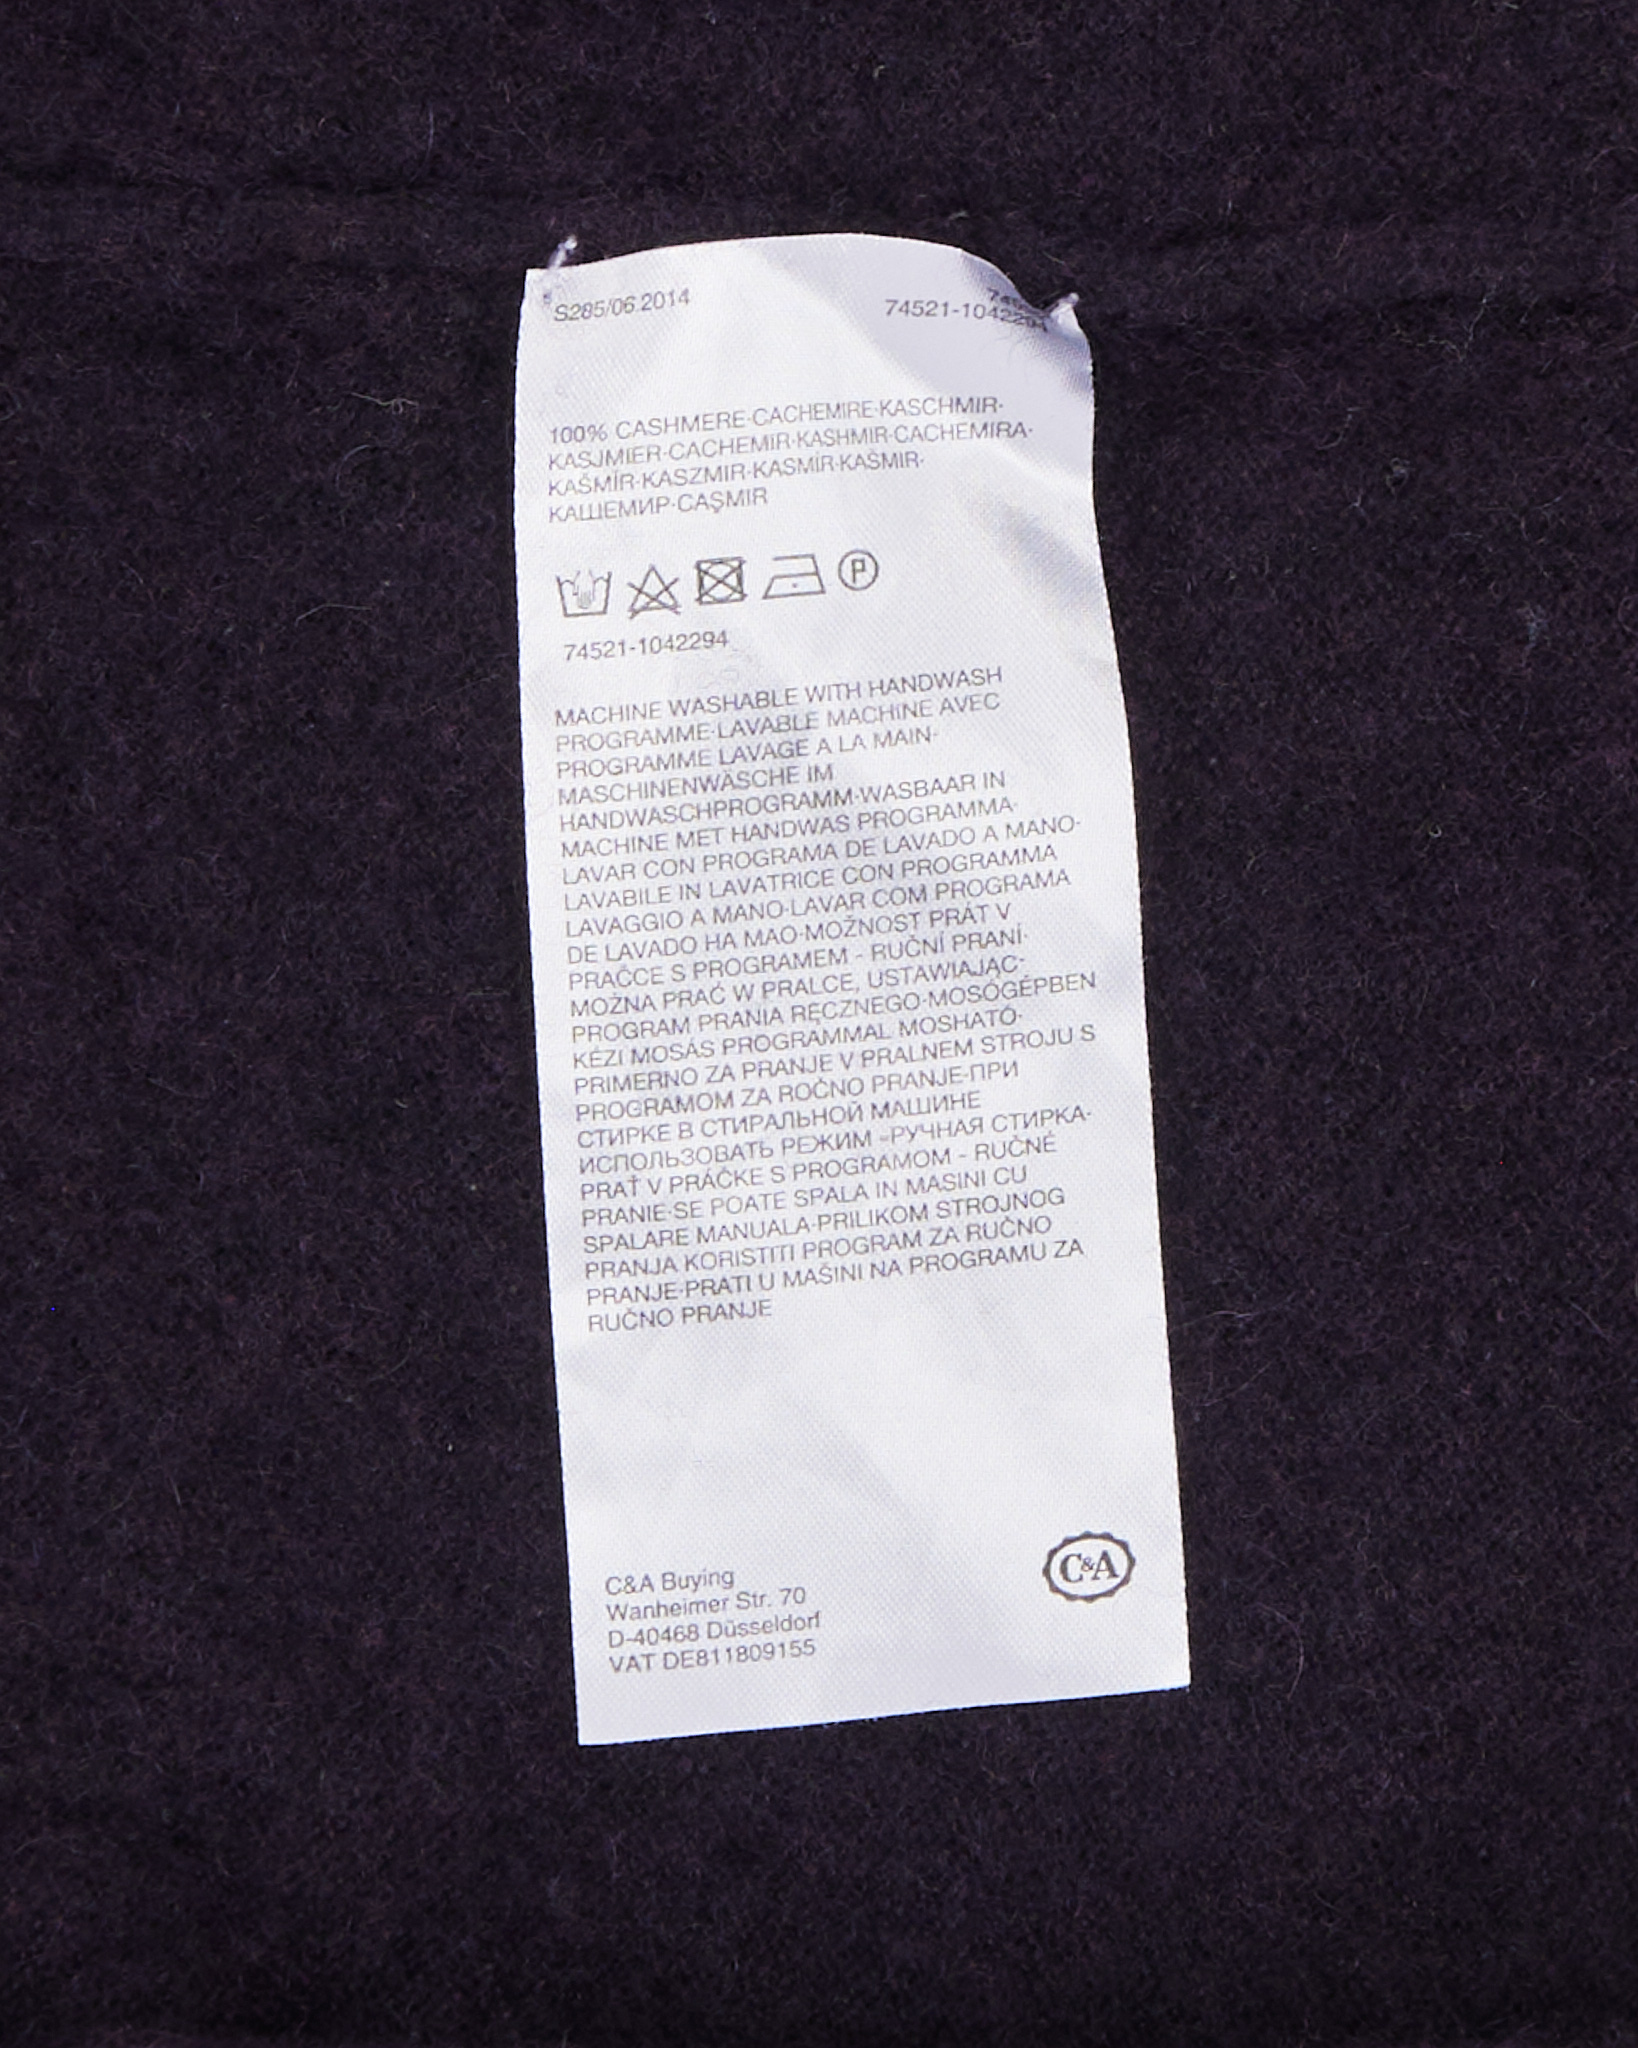 S285/06.2014
74521-1042294
100% CASHMERE·CACHEMIRE·KASCHMIR·
KASJMIER·CACHEMIR·KASHMIR·CACHEMIRA·
KAŠMÍR·KASZMIR·KASMÍR·KAŠMIR·
КАШЕМИР·CAŞMIR
P
74521-1042294
MACHINE WASHABLE WITH HANDWASH
PROGRAMME·LAVABLE MACHINE AVEC
PROGRAMME LAVAGE A LA MAIN·
MASCHINENWÄSCHE IM
HANDWASCHPROGRAMM·WASBAAR IN
MACHINE MET HANDWAS PROGRAMMA·
LAVAR CON PROGRAMA DE LAVADO A MANO·
LAVABILE IN LAVATRICE CON PROGRAMMA
LAVAGGIO A MANO·LAVAR COM PROGRAMA
DE LAVADO HA MAO·MOŽNOST PRÁT V
PRAČCE S PROGRAMEM - RUČNÍ PRANÍ·
MOŻNA PRAĆ W PRALCE, USTAWIAJĄC·
PROGRAM PRANIA RĘCZNEGO·MOSÓGÉPBEN
KÉZI MOSÁS PROGRAMMAL MOSHATÓ·
PRIMERNO ZA PRANJE V PRALNEM STROJU S
PROGRAMOM ZA ROČNO PRANJE·ПРИ
СТИРКЕ В СТИРАЛЬНОЙ МАШИНЕ
ИСПОЛЬЗОВАТЬ РЕЖИМ -РУЧНАЯ СТИРКА·
PRAŤ V PRÁČKE S PROGRAMOM - RUČNÉ
PRANIE·SE POATE SPALA IN MASINI CU
SPALARE MANUALA·PRILIKOM STROJNOG
PRANJA KORISTITI PROGRAM ZA RUČNO
PRANJE·PRATI U MAŠINI NA PROGRAMU ZA
RUČNO PRANJE
C&A Buying
Wanheimer Str. 70
D-40468 Düsseldorf
VAT DE811809155
C&A